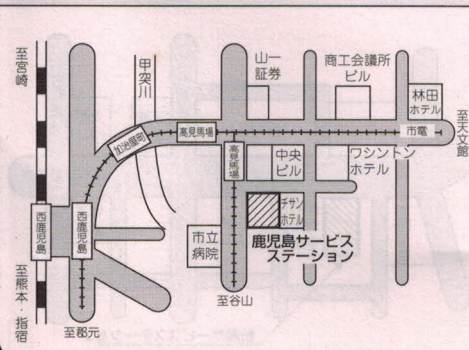 至宮崎
甲突川
山一
証券
商工会議所
ビル
林田
ホテル
至天文館
市電
高見馬場
加治屋町
高見馬場
中央
ビル
ワシントン
ホテル
西鹿児島
西鹿児島
市立
病院
チサン
ホテル
鹿児島サービス
ステーション
至熊本・指宿
至谷山
至郡元